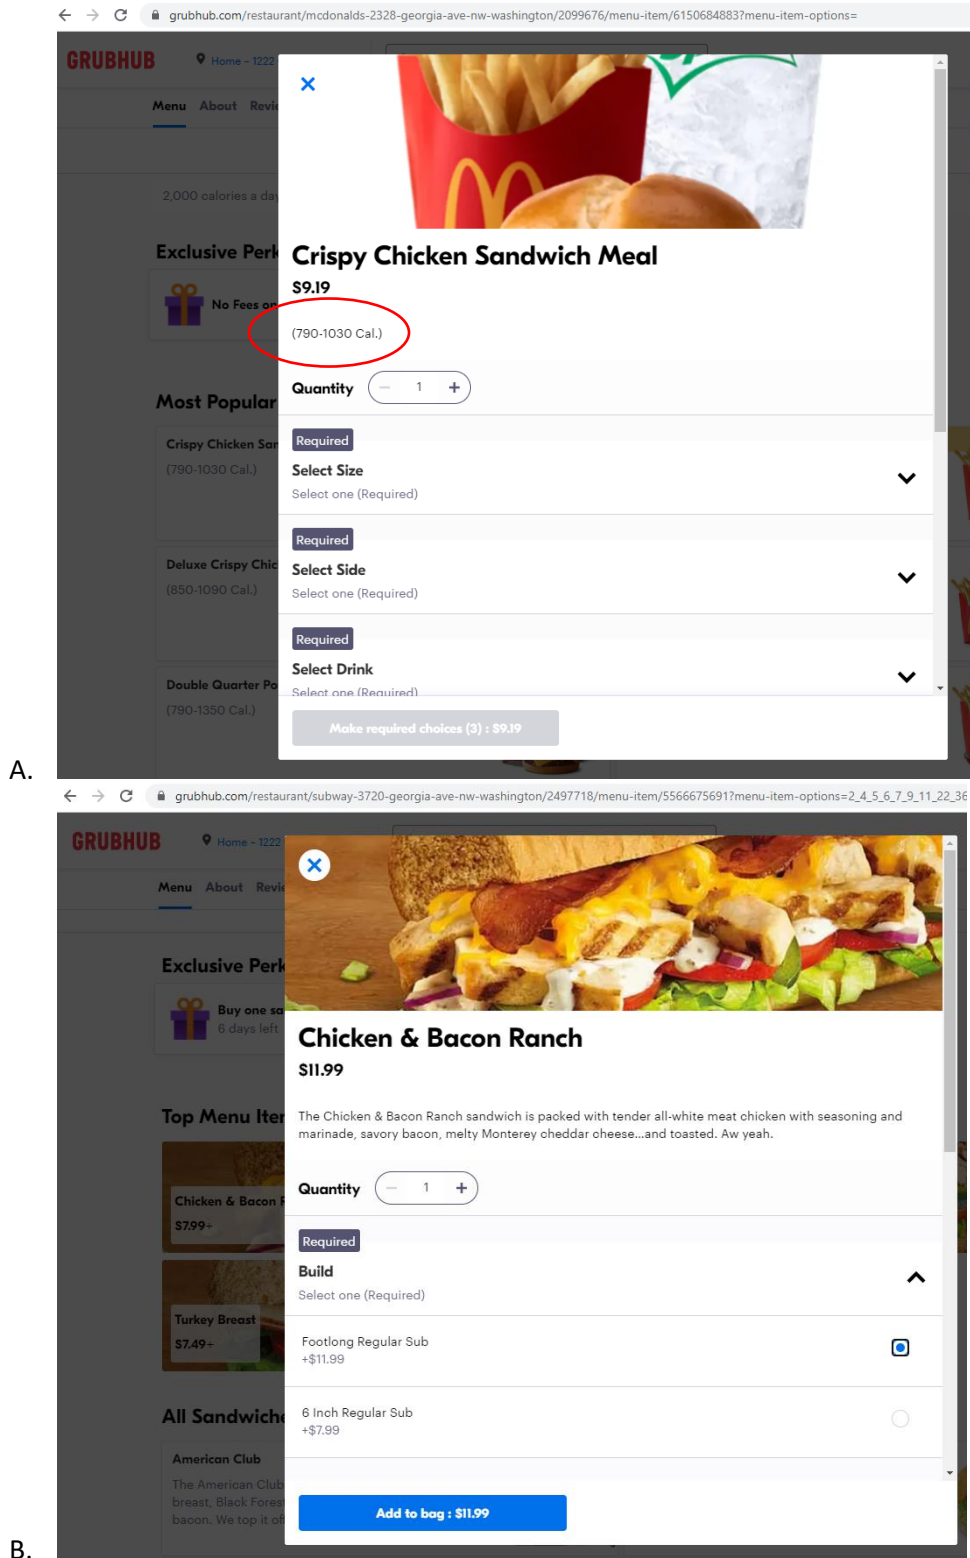 grubhub.com/restaurant/mcdonalds-2328-georgia-ave-nw-washington/2099676/menu-item/6150684883?menu-item-options=
GRUBHUB
Home - 1222
Menu About
2,000 calories a day
Exclusive Perk
No Fees on
Crispy Chicken Sandwich Meal
$9.19
(790-1030 Cal.)
Quantity - 1 +
Most Popular
Crispy Chicken
(790-1030 Cal.)
Required
Select Size
Select one (Required)
Deluxe Crispy Chic
(850-1090 Cal.)
Required
Select Side
Select one (Required)
Double Quarter Po
(790-1350 Cal.)
Required
Select Drink
Select one (Required)
Make required choices (3) : $9.19
A.
grubhub.com/restaurant/subway-3720-georgia-ave-nw-washington/2497718/menu-item/5566675691?menu-item-options=2_4_5_6_7_9_11_22_36
GRUBHUB
Home - 1222
Menu About
Exclusive Perk
Buy one sa
6 days left
Chicken & Bacon Ranch
$11.99
The Chicken & Bacon Ranch sandwich is packed with tender all-white meat chicken with seasoning and
marinade, savory bacon, melty Monterey cheddar cheese...and toasted. Aw yeah.
Quantity - 1 +
Top Menu Iter
Chicken & Bacon
$7.99+
Turkey Breast
$7.49+
Required
Build
Select one (Required)
Footlong Regular Sub
+$11.99
6 Inch Regular Sub
+$7.99
All Sandwiche
American Club
The American Club
breast, Black Forest
bacon. We top it off
Add to bag : $11.99
B.